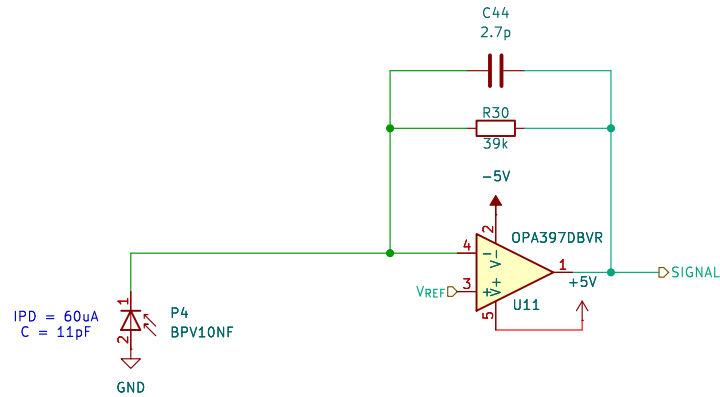 C44
2.7p
R30
39k
-5V
2
OPA397DBVR
4
-
V-
1
SIGNAL
VREF
3
+
V+
+5V
U11
5
1
IPD = 60uA
C = 11pF
P4
BPV10NF
2
GND